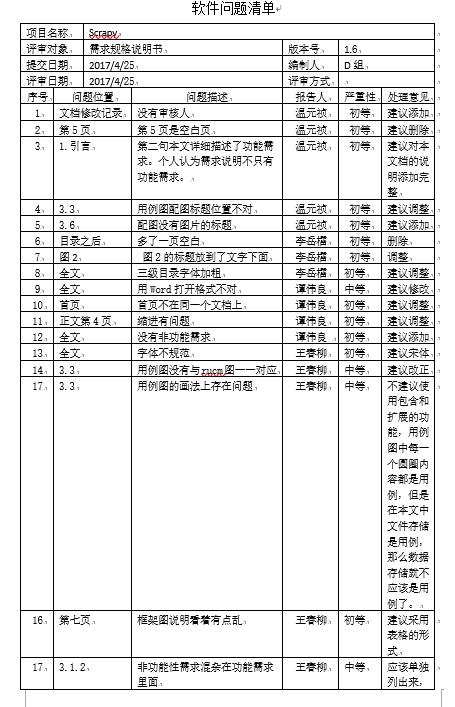 软件问题清单
项目名称 Scrapy
评审对象 需求规格说明书 版本号 1.6
提交日期 2017/4/25 编制人 D 组
评审日期 2017/4/25 评审方式
序号 问题位置 问题描述 报告人 严重性 处理意见
1 文档修改记录 没有审核人 温元祯 初等 建议添加
2 第 5 页 第 5 页是空白页 温元祯 初等 建议删除
3 1.引言 第二句本文详细描述了功能需 温元祯 初等 建议对本
求。个人认为需求说明不只有 文档的说
功能需求。 明添加完
整
4 3.3 用例图配图标题位置不对 温元祯 初等 建议调整
5 3.6 配图没有图片的标题 温元祯 初等 建议添加
6 目录之后 多了一页空白 李岳檑 初等 删除
7 图 2 图 2 的标题放到了文字下面 李岳檑 初等 调整
8 全文 三级目录字体加粗 李岳檑 初等 建议调整
9 全文 用 Word 打开格式不对 谭伟良 中等 建议修改
10 首页 首页不在同一个文档上 谭伟良 初等 建议调整
11 正文第 4 页 缩进有问题 谭伟良 初等 建议调整
12 全文 没有非功能需求 谭伟良 初等 建议添加
13 全文 字体不规范 王春柳 初等 建议宋体
14 3.3 用例图没有与 rucm 图一一对应 王春柳 中等 建议改正
17 3.3 用例图的画法上存在问题 王春柳 中等 不建议使
用包含和
扩展的功
能，用例
图中每一
个圆圈内
容都是用
例，但是
在本文中
文件存储
是用例，
那么数据
存储就不
应该是用
例了。
16 第七页 框架图说明看着有点乱 王春柳 初等 建议采用
表格的形
式
17 3.1.2 非功能性需求混杂在功能需求 王春柳 中等 应该单独
里面 列出来，